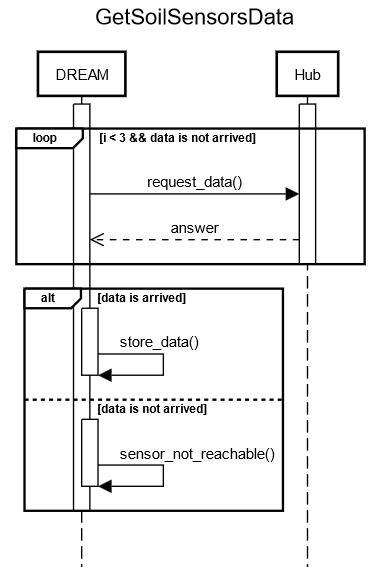 GetSoilSensorsData
DREAM
Hub
loop
[i < 3 && data is not arrived]
request_data()
answer
alt
[data is arrived]
store_data()
[data is not arrived]
sensor_not_reachable()